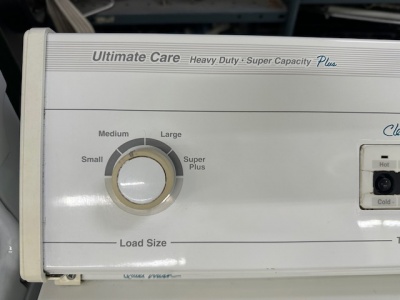 Ultimate Care Heavy Duty · Super Capacity Plus
Medium Large
Small Super
Plus
Hot
Cold
Load Size